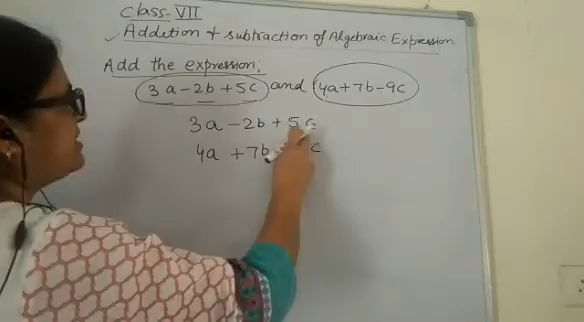 Class-VII
Addition & subtraction of Algebraic Expression.
Add the expression:
3a-2b+5c and 4a+7b-9c
3a-2b+5c
4a +7b c